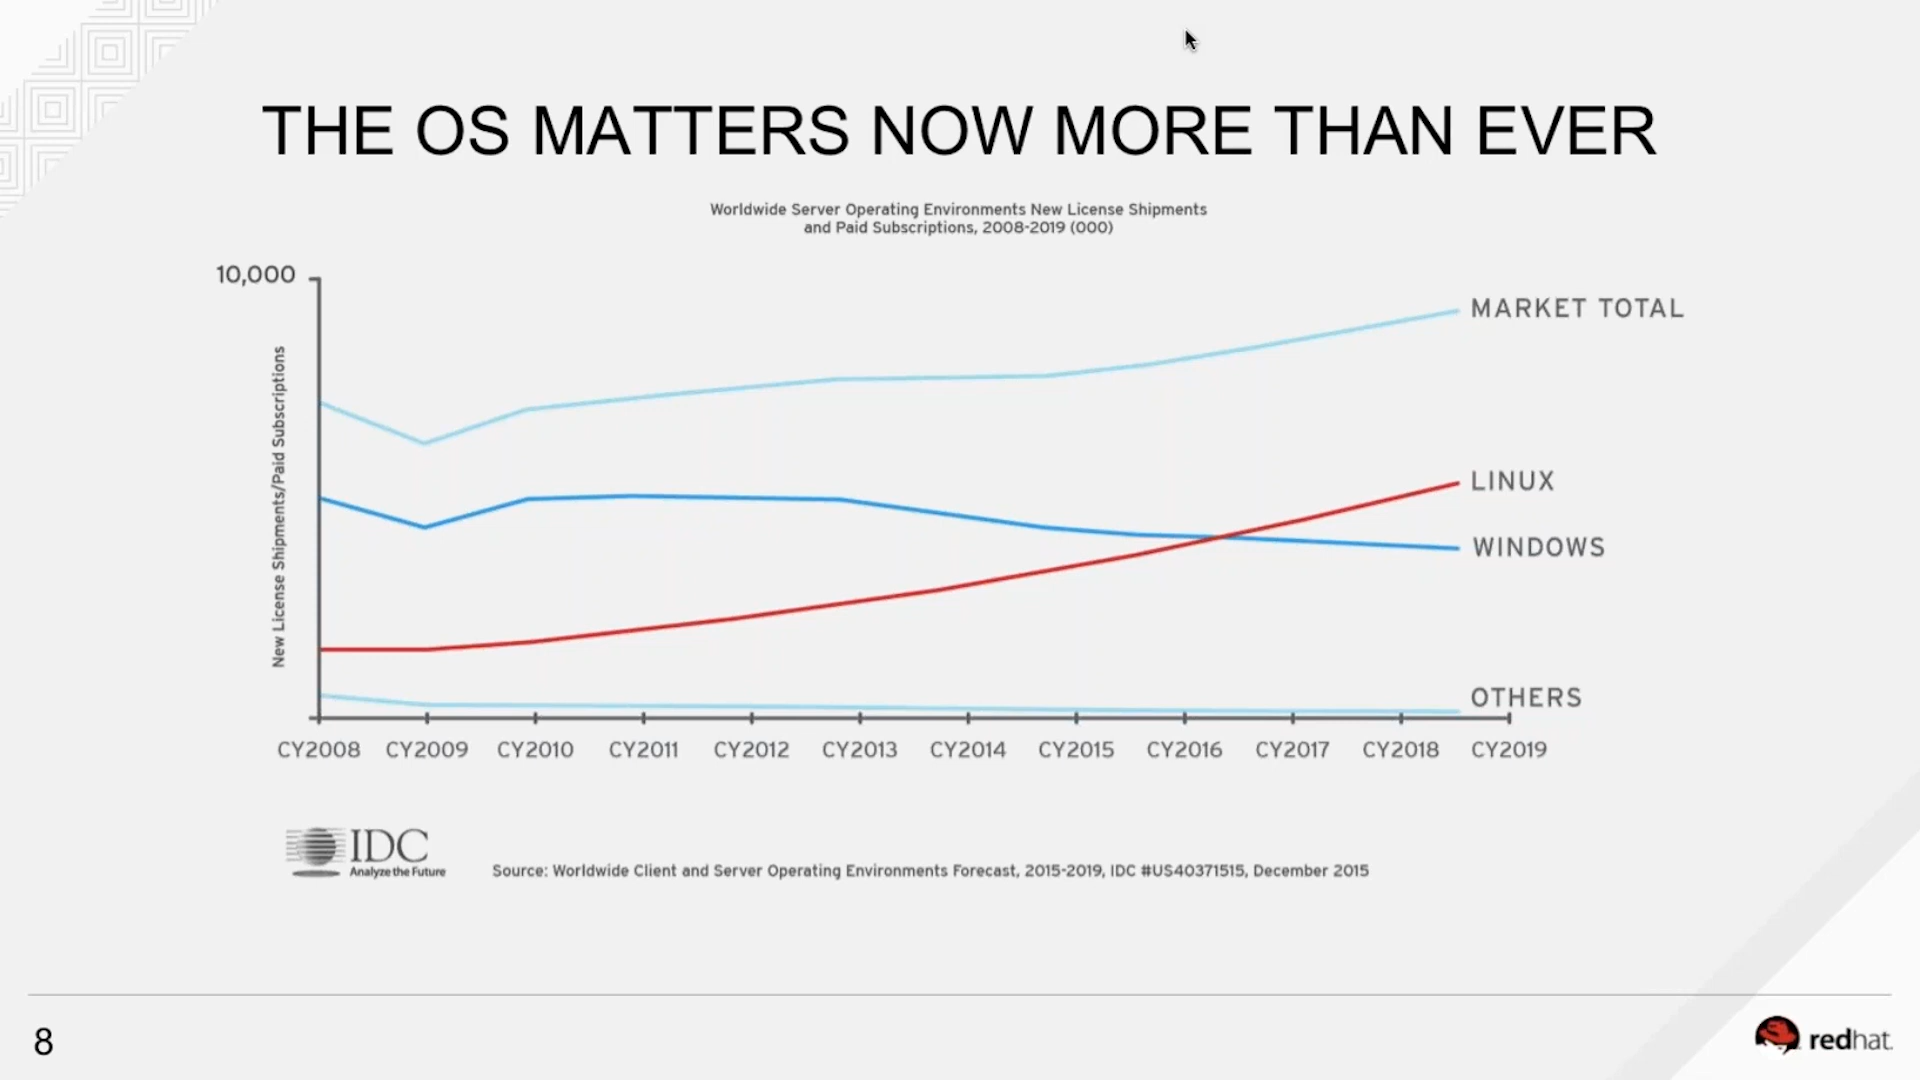 THE OS MATTERS NOW MORE THAN EVER
Worldwide Server Operating Environments New License Shipments
and Paid Subscriptions, 2008-2019 (000)
10,000
New License Shipments/Paid Subscriptions
MARKET TOTAL
LINUX
WINDOWS
OTHERS
CY2008 CY2009 CY2010 CY2011 CY2012 CY2013 CY2014 CY2015 CY2016 CY2017 CY2018 CY2019
IDC
Analyze the Future
Source: Worldwide Client and Server Operating Environments Forecast, 2015-2019, IDC #US40371515, December 2015
8
redhat.